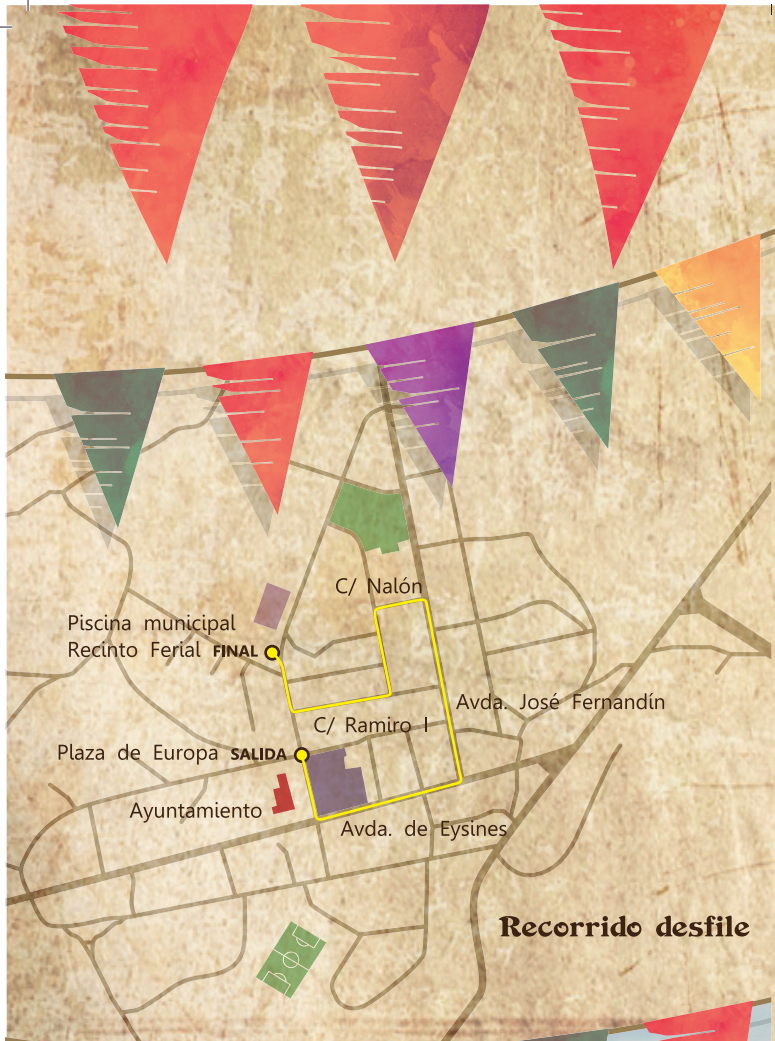 C/ Nalón
Piscina municipal
Recinto Ferial FINAL
Avda. José Fernandín
C/ Ramiro I
Plaza de Europa SALIDA
Ayuntamiento
Avda. de Eysines
Recorrido desfile